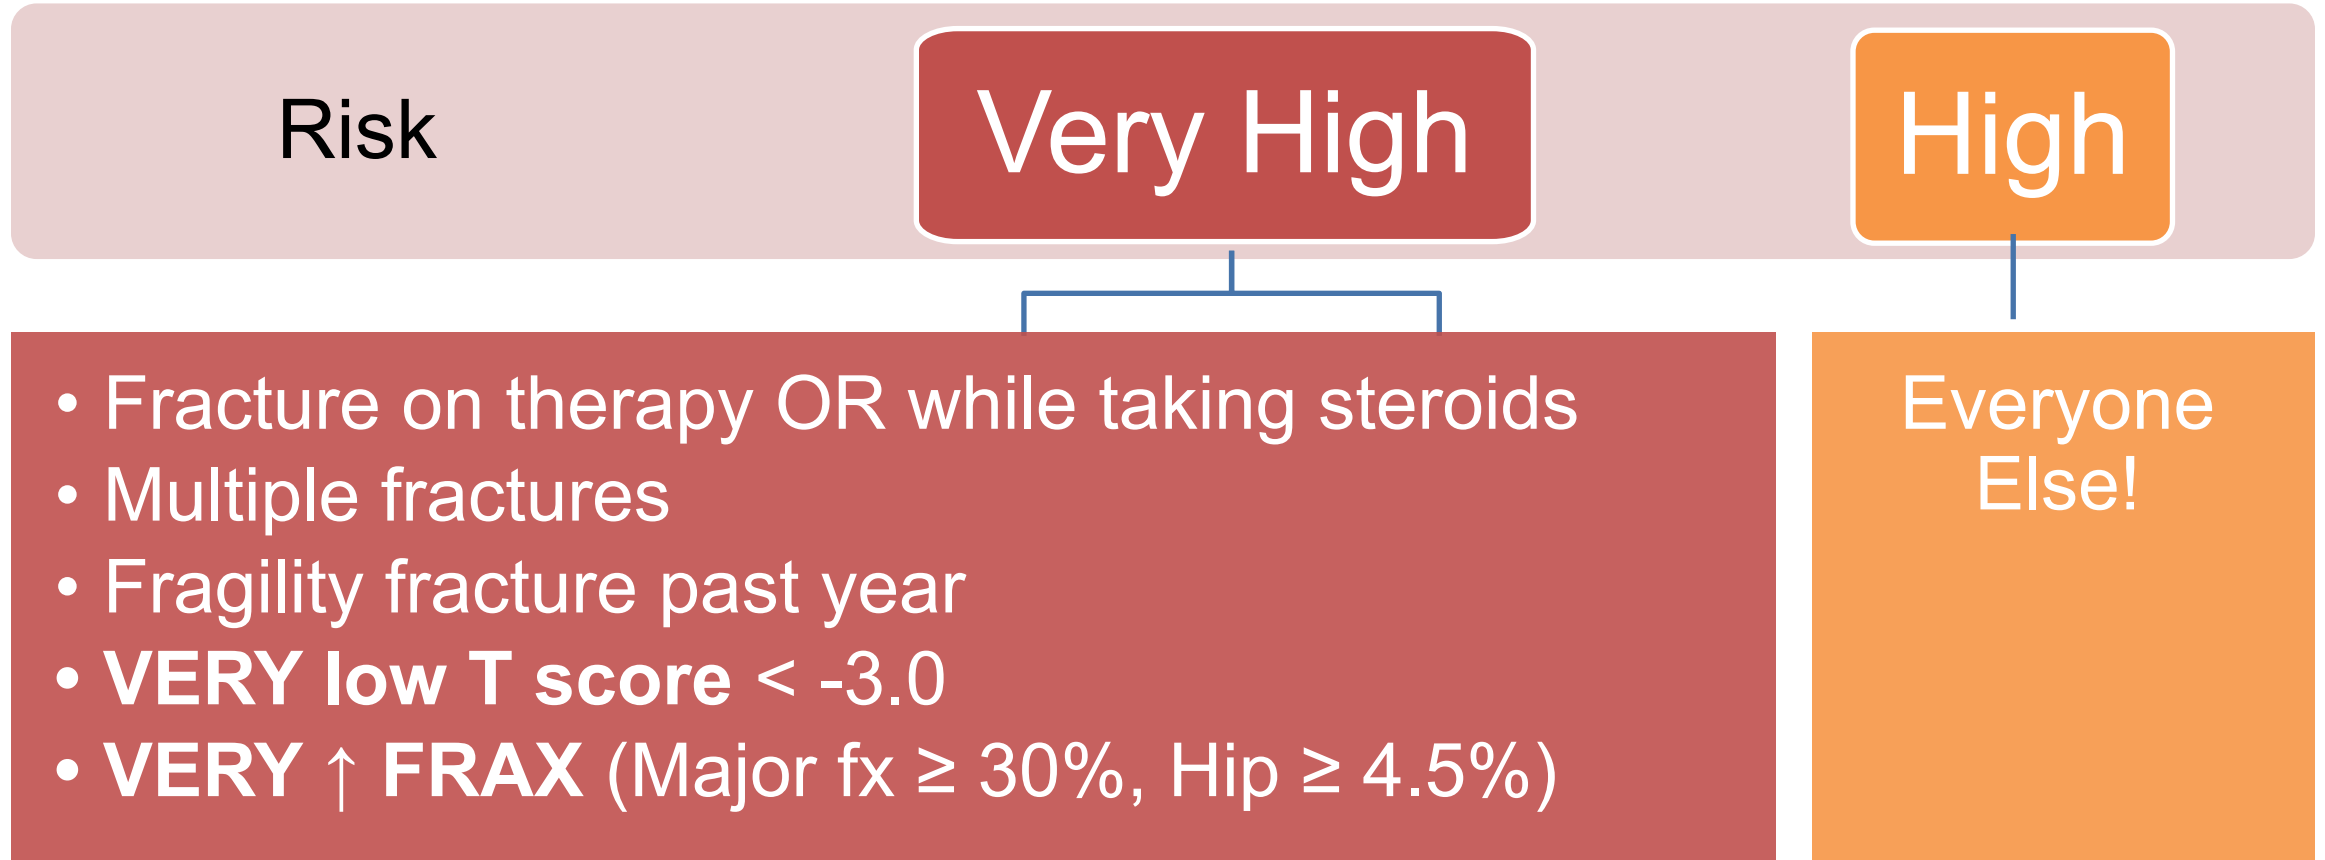 Risk
Very High
High
• Fracture on therapy OR while taking steroids
• Multiple fractures
• Fragility fracture past year
• VERY low T score < -3.0
• VERY ↑ FRAX (Major fx ≥ 30%, Hip ≥ 4.5%)
Everyone
Else!